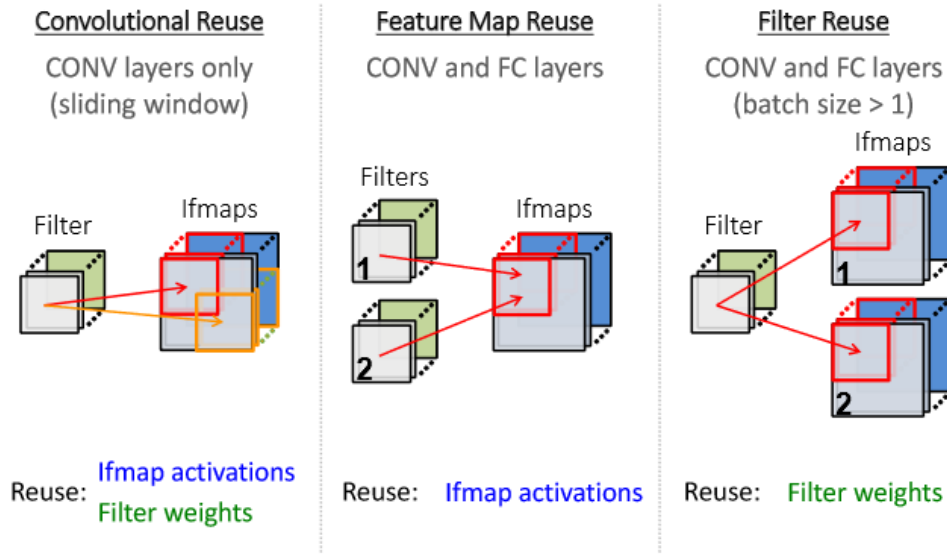 Convolutional Reuse
CONV layers only
(sliding window)
Filter
Ifmaps
Reuse:
Ifmap activations
Filter weights
Feature Map Reuse
CONV and FC layers
Filters
Ifmaps
1
2
Reuse:
Ifmap activations
Filter Reuse
CONV and FC layers
(batch size > 1)
Ifmaps
Filter
1
2
Reuse:
Filter weights